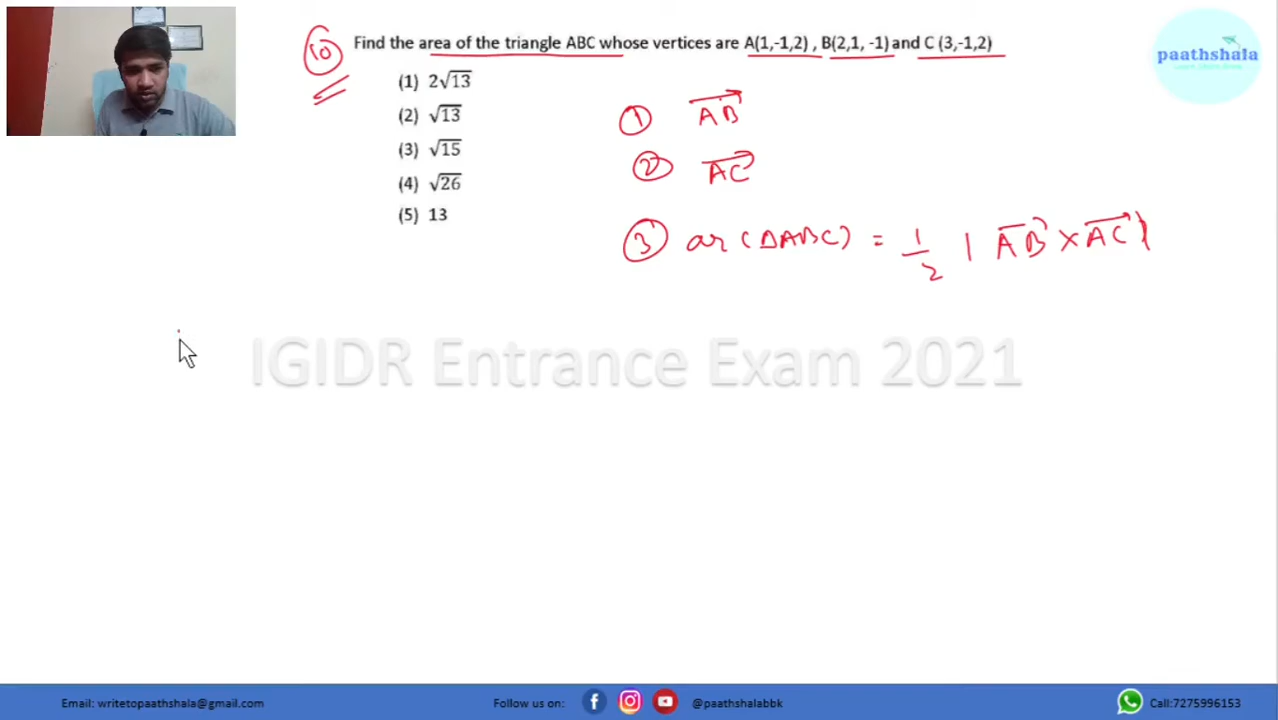 10 Find the area of the triangle ABC whose vertices are A(1,-1,2) , B(2,1, -1) and C (3,-1,2)
paathshala
(1) 2√13
(2) √13
(3) √15
(4) √26
(5) 13
① AB
② AC
③ ar (ΔABC) = 1/2 | AB × AC |
IGIDR Entrance Exam 2021
Email: writetopaathshala@gmail.com Follow us on: @paathshalabbk Call:7275996153